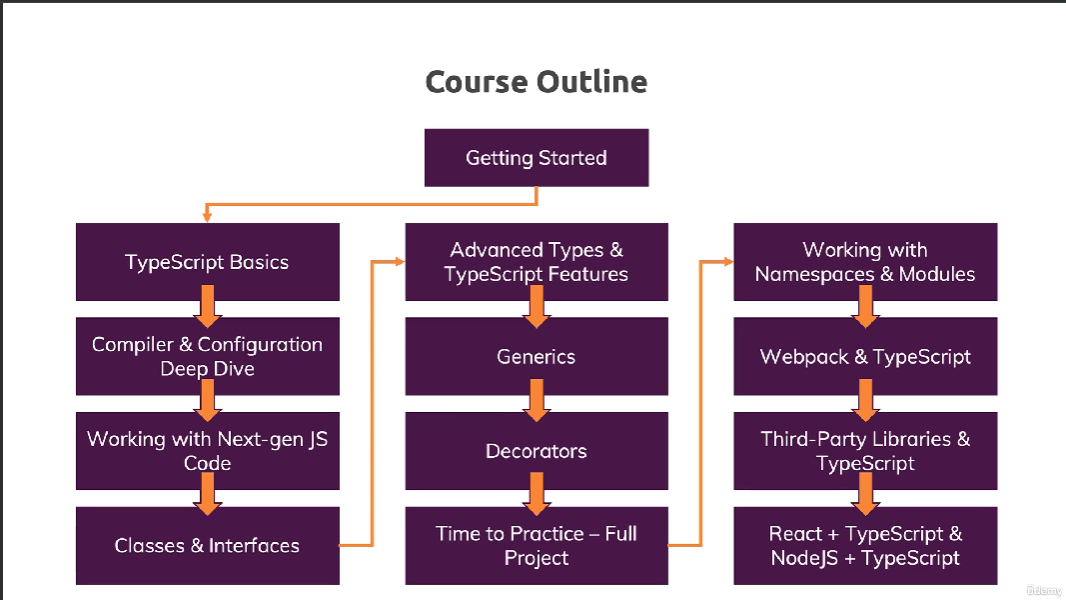 Course Outline
Getting Started
TypeScript Basics
Compiler & Configuration
Deep Dive
Working with Next-gen JS
Code
Classes & Interfaces
Advanced Types &
TypeScript Features
Generics
Decorators
Time to Practice – Full
Project
Working with
Namespaces & Modules
Webpack & TypeScript
Third-Party Libraries &
TypeScript
React + TypeScript &
NodeJS + TypeScript
ûdemy